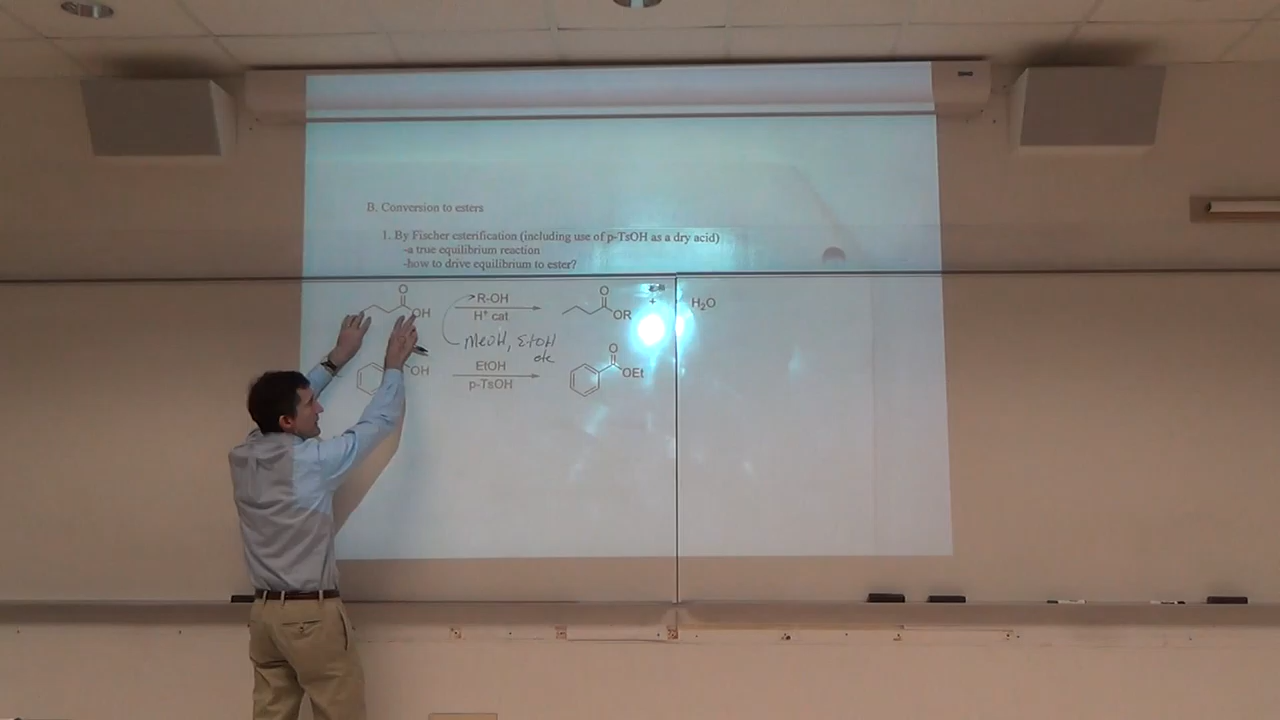 B. Conversion to esters
1. By Fischer esterification (including use of p-TsOH as a dry acid)
-a true equilibrium reaction
-how to drive equilibrium to ester?
O
OH
R-OH
H⁺ cat
O
OR
+
H₂O
MeOH, EtOH
etc
OH
EtOH
p-TsOH
O
OEt